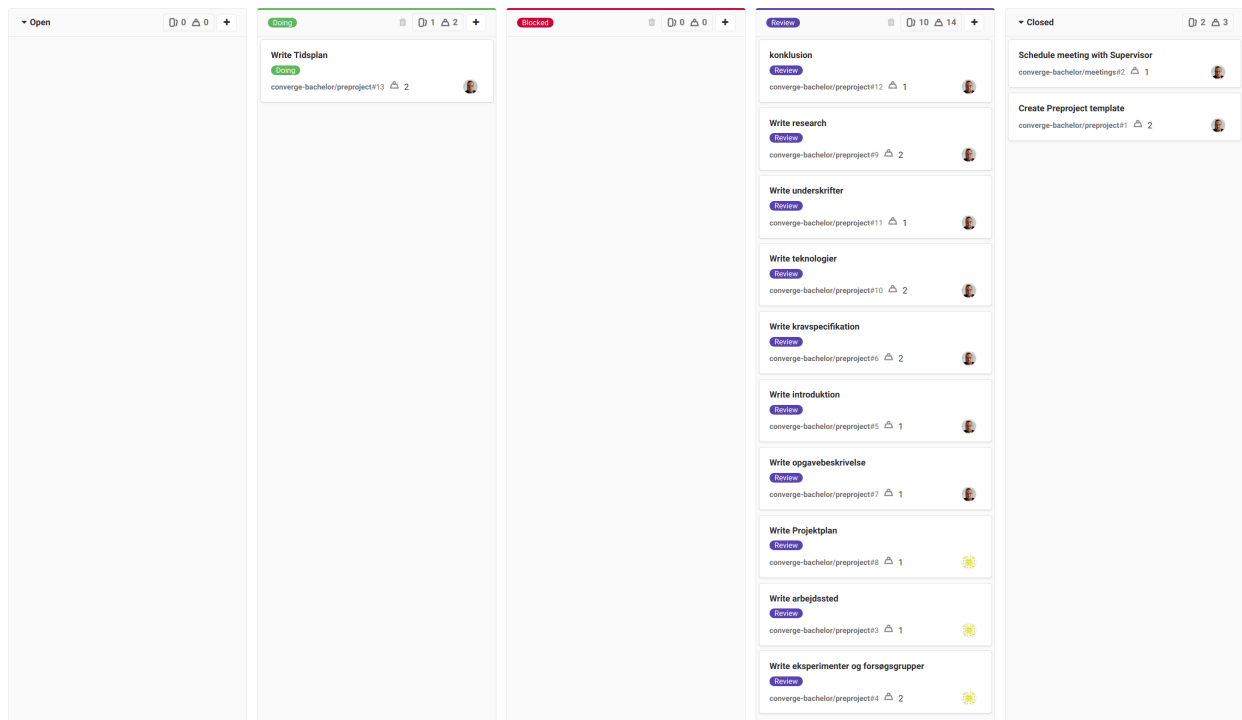 Open 0 0 +
Doing 1 2 +
Write Tidsplan
Doing
converge-bachelor/preproject#13 2
Blocked 0 0 +
Review 10 14 +
konklusion
Review
converge-bachelor/preproject#12 1
Write research
Review
converge-bachelor/preproject#9 2
Write underskrifter
Review
converge-bachelor/preproject#11 1
Write teknologier
Review
converge-bachelor/preproject#10 2
Write kravspecifikation
Review
converge-bachelor/preproject#6 2
Write introduktion
Review
converge-bachelor/preproject#5 1
Write opgavebeskrivelse
Review
converge-bachelor/preproject#7 1
Write Projektplan
Review
converge-bachelor/preproject#8 1
Write arbejdssted
Review
converge-bachelor/preproject#3 1
Write eksperimenter og forsøgsgrupper
Review
converge-bachelor/preproject#4 2
Closed 2 3
Schedule meeting with Supervisor
converge-bachelor/meetings#2 1
Create Preproject template
converge-bachelor/preproject#1 2